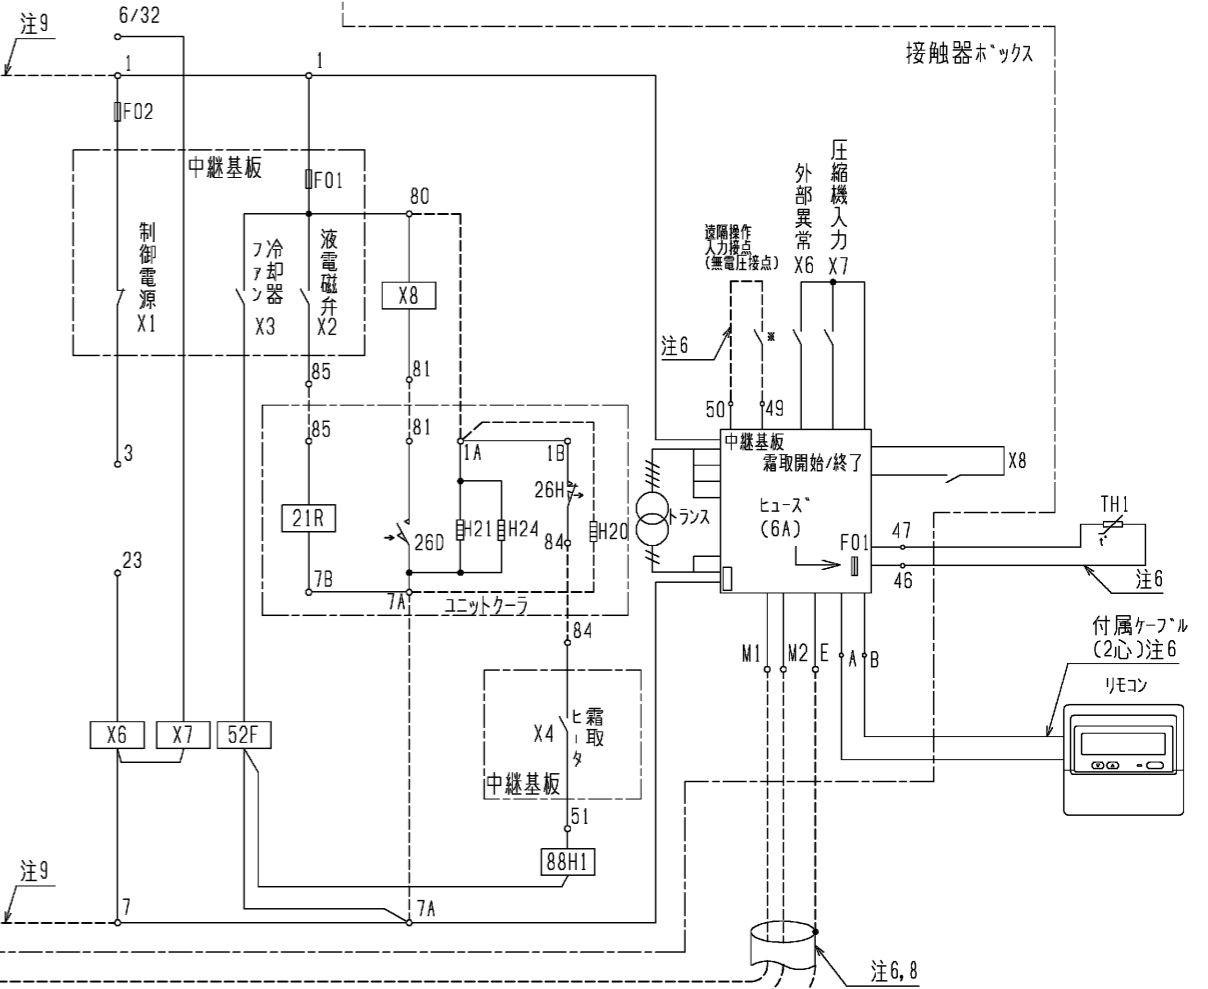 注9
6/32
接触器ボックス
1
1
F02
中継基板
F01
80
制御電源
X1
冷却器
ファン
X3
液電磁弁
X2
X8
遠隔操作
入力接点
(無電圧接点)
外部異常
X6
圧縮機入力
X7
注6
※
50
49
85
81
85
81
3
1A
1B
中継基板
霜取開始/終了
X8
26H
トランス
ヒューズ
(6A)
F01
47
46
TH1
t°
注6
21R
26D
H21
H24
84
H20
23
7B
7A
ユニットクーラ
84
M1
M2
E
A
B
付属ケーブル
(2心)注6
リモコン
X6
X7
52F
X4
霜取
ヒータ
中継基板
51
88H1
注9
7
7A
注6,8